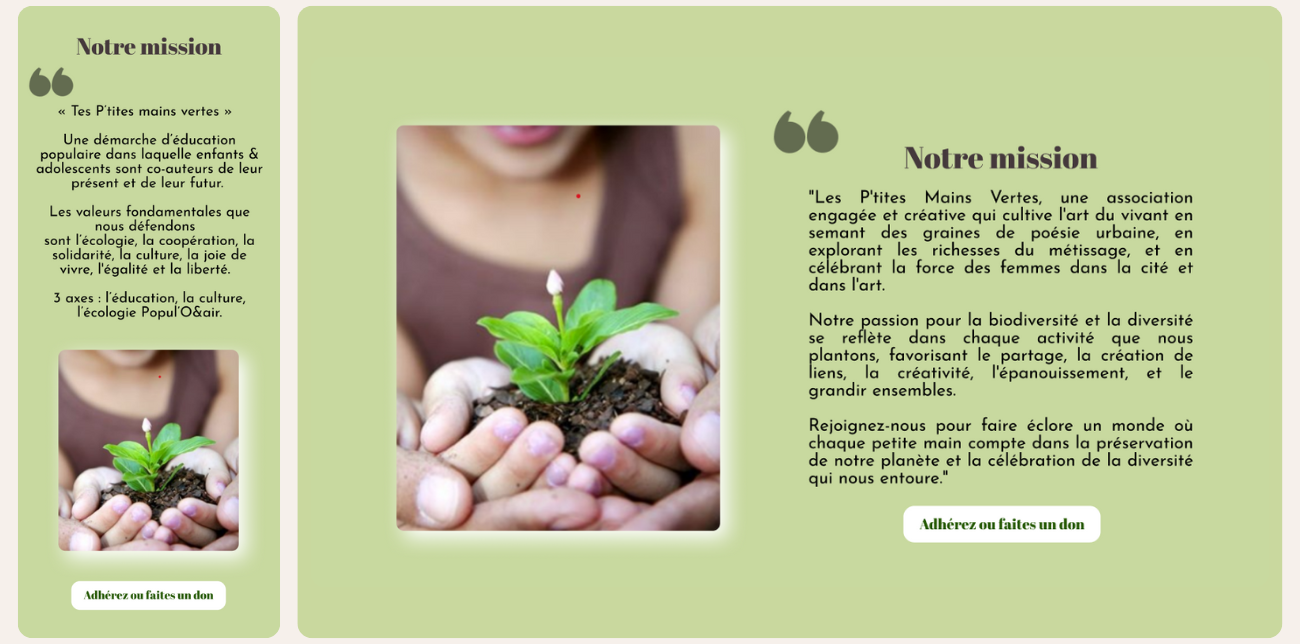 Notre mission
« Tes P'tites mains vertes »
Une démarche d'éducation
populaire dans laquelle enfants &
adolescents sont co-auteurs de leur
présent et de leur futur.
Les valeurs fondamentales que
nous défendons
sont l'écologie, la coopération, la
solidarité, la culture, la joie de
vivre, l'égalité et la liberté.
3 axes : l'éducation, la culture,
l'écologie Popul'O&air.
Adhérez ou faites un don
Notre mission
"Les P'tites Mains Vertes, une association
engagée et créative qui cultive l'art du vivant en
semant des graines de poésie urbaine, en
explorant les richesses du métissage, et en
célébrant la force des femmes dans la cité et
dans l'art.
Notre passion pour la biodiversité et la diversité
se reflète dans chaque activité que nous
plantons, favorisant le partage, la création de
liens, la créativité, l'épanouissement, et le
grandir ensembles.
Rejoignez-nous pour faire éclore un monde où
chaque petite main compte dans la préservation
de notre planète et la célébration de la diversité
qui nous entoure."
Adhérez ou faites un don